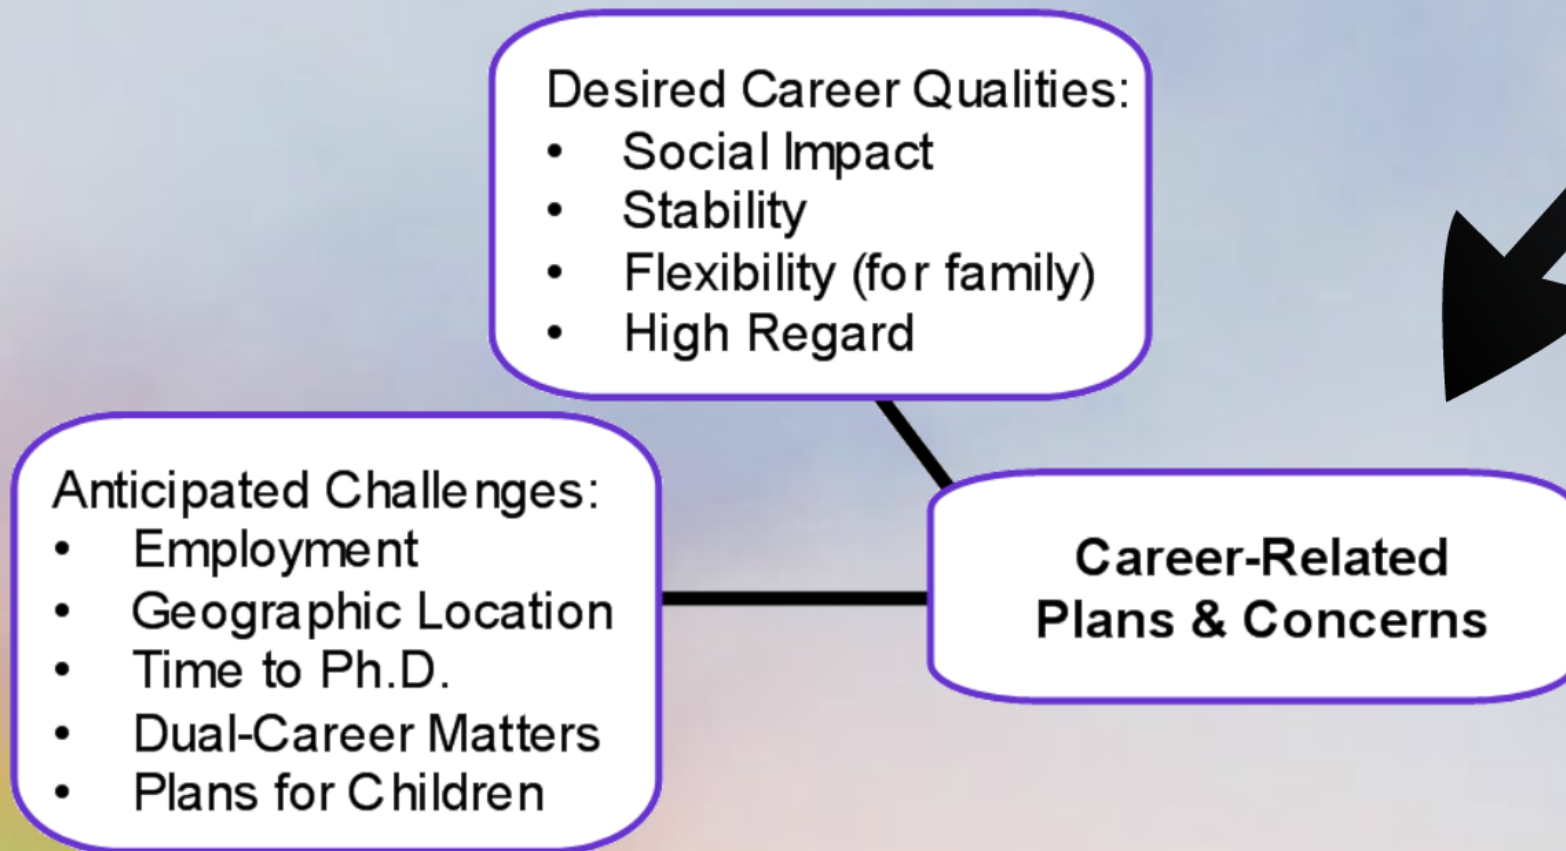 Desired Career Qualities:
• Social Impact
• Stability
• Flexibility (for family)
• High Regard
Anticipated Challenges:
• Employment
• Geographic Location
• Time to Ph.D.
• Dual-Career Matters
• Plans for Children
Career-Related
Plans & Concerns